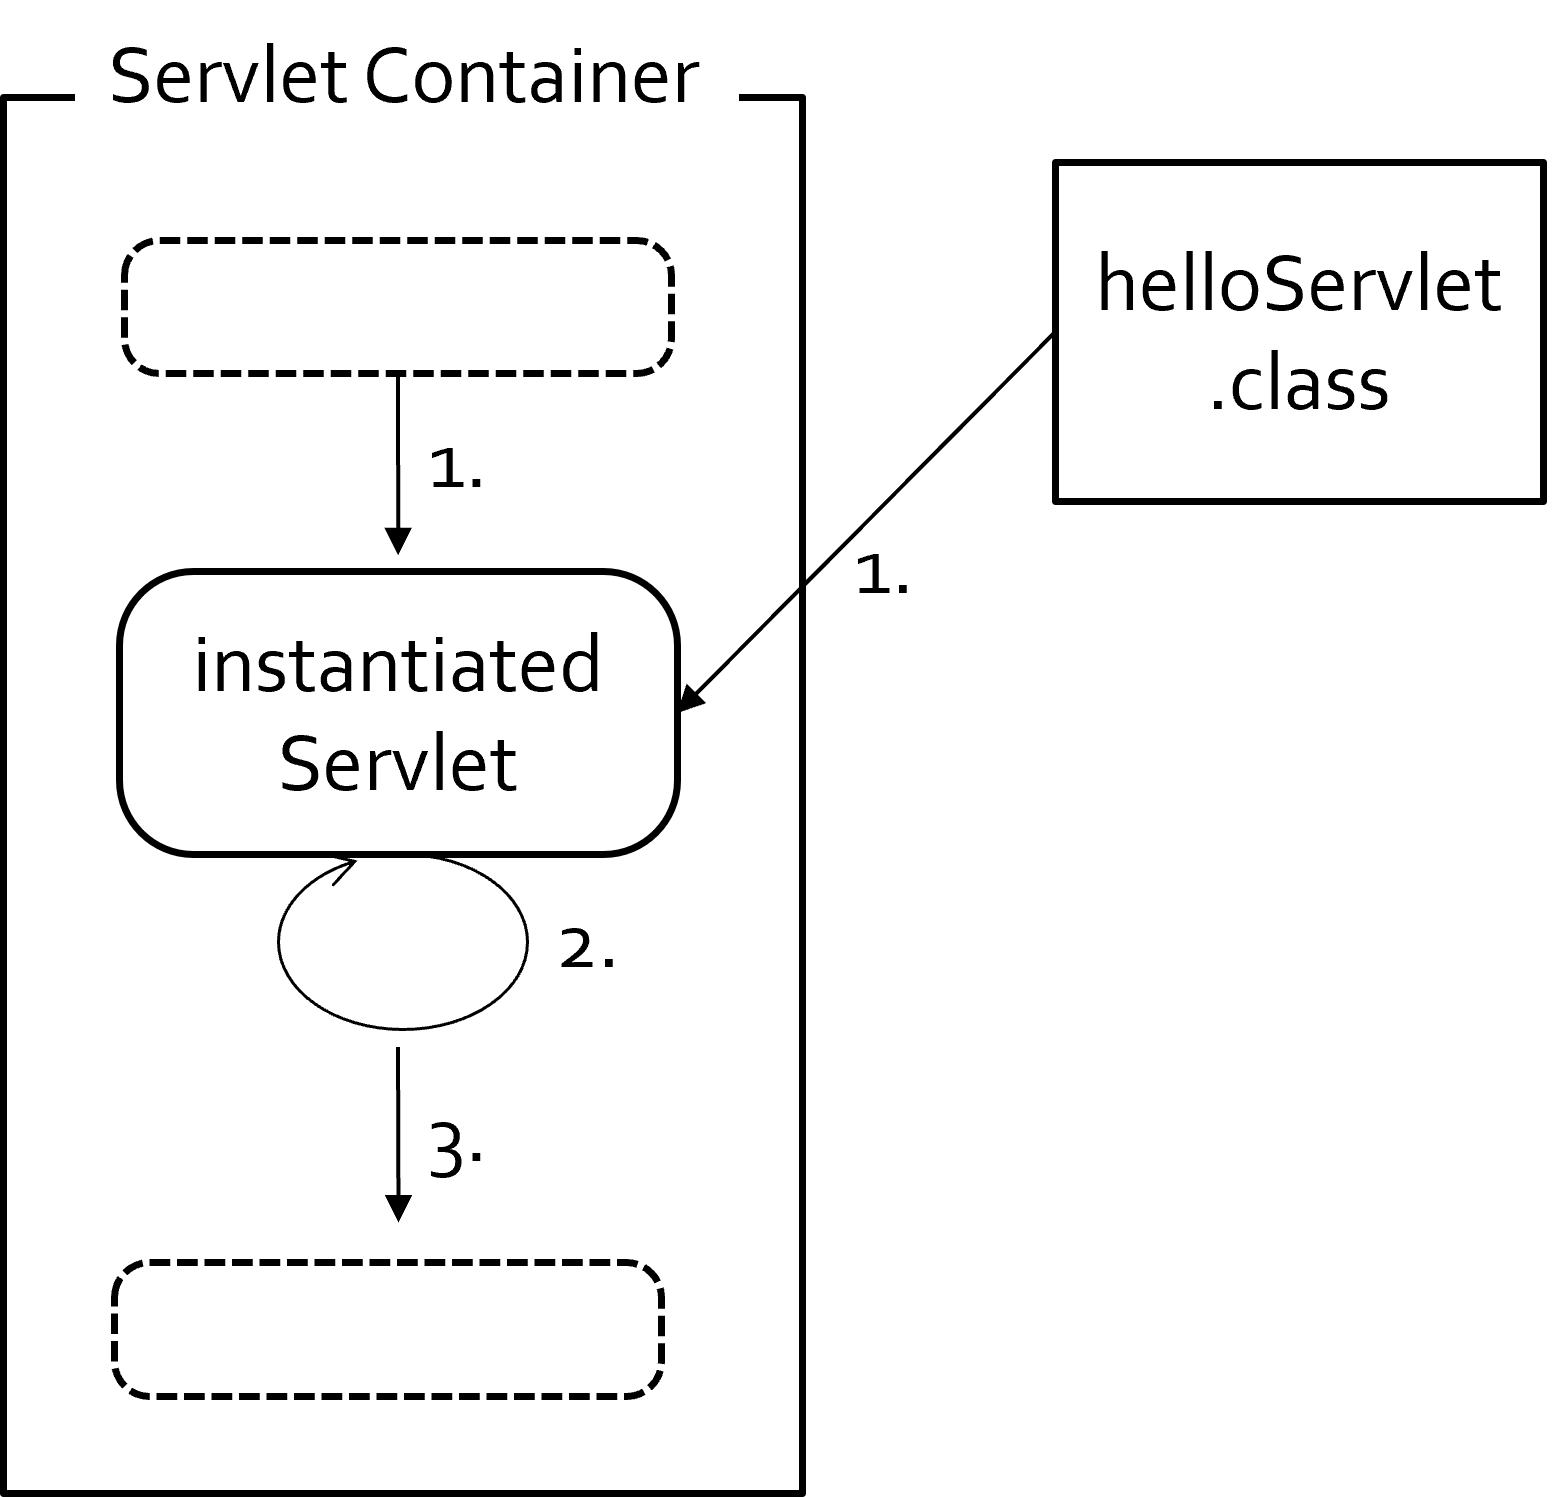 Servlet Container
helloServlet
.class
1.
1.
instantiated
Servlet
2.
3.